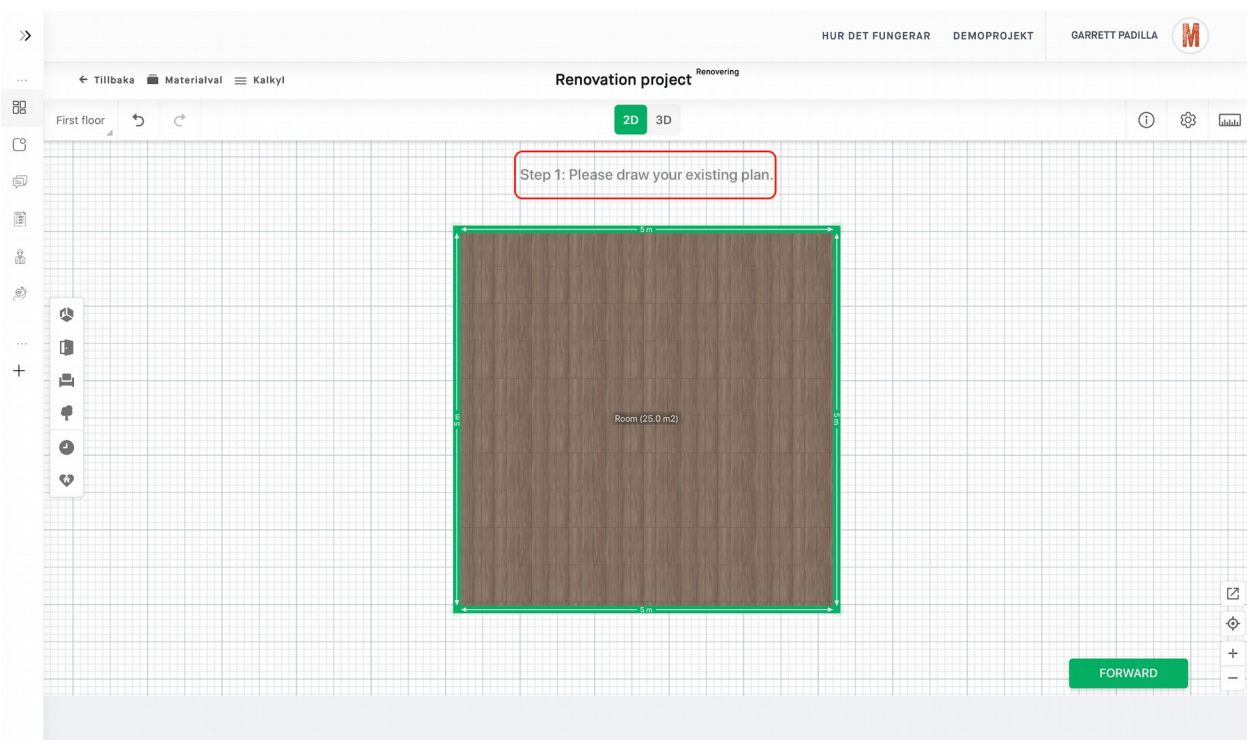 HUR DET FUNGERAR DEMOPROJEKT GARRETT PADILLA M
← Tillbaka Materialval Kalkyl Renovation project Renovering
First floor 2D 3D
Step 1: Please draw your existing plan.
5 m
5 m
Room (25.0 m2)
5 m
5 m
FORWARD